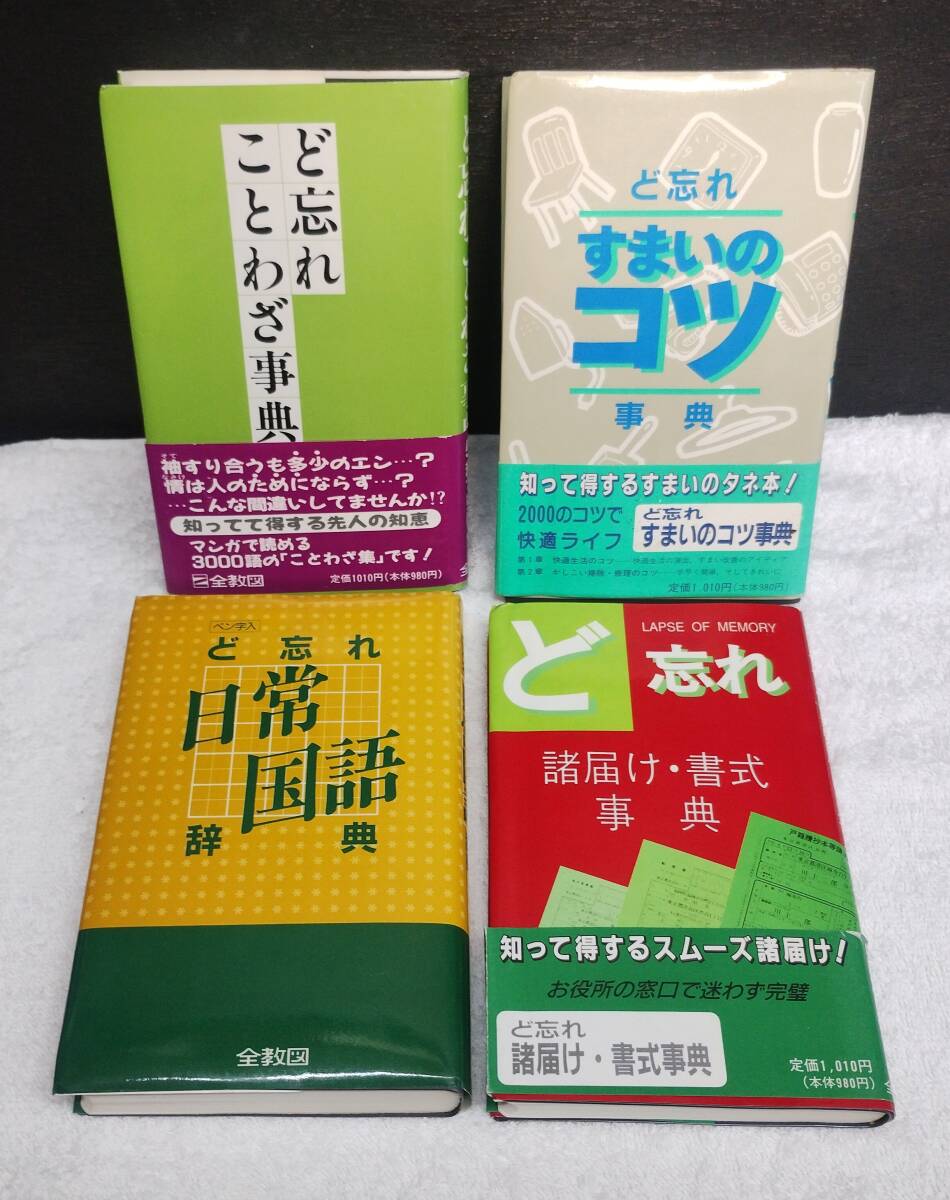 ど忘れ
ことわざ事典
袖すり合うも多少のエン…?
情は人のためにならず…?
…こんな間違いしてませんか!?
知ってて得する先人の知恵
マンガで読める
3000語の「ことわざ集」です!
全教図
定価1010円(本体980円)
ど忘れ
すまいの
コツ
事典
知って得するすまいのタネ本!
2000のコツで
快適ライフ
ど忘れ
すまいのコツ事典
定価1,010円(本体980円)
ペン字入
ど忘れ
日常
国語
辞典
全教図
LAPSE OF MEMORY
ど忘れ
諸届け・書式
事典
知って得するスムーズ諸届け!
お役所の窓口で迷わず完璧
ど忘れ
諸届け・書式事典
定価1,010円
(本体980円)